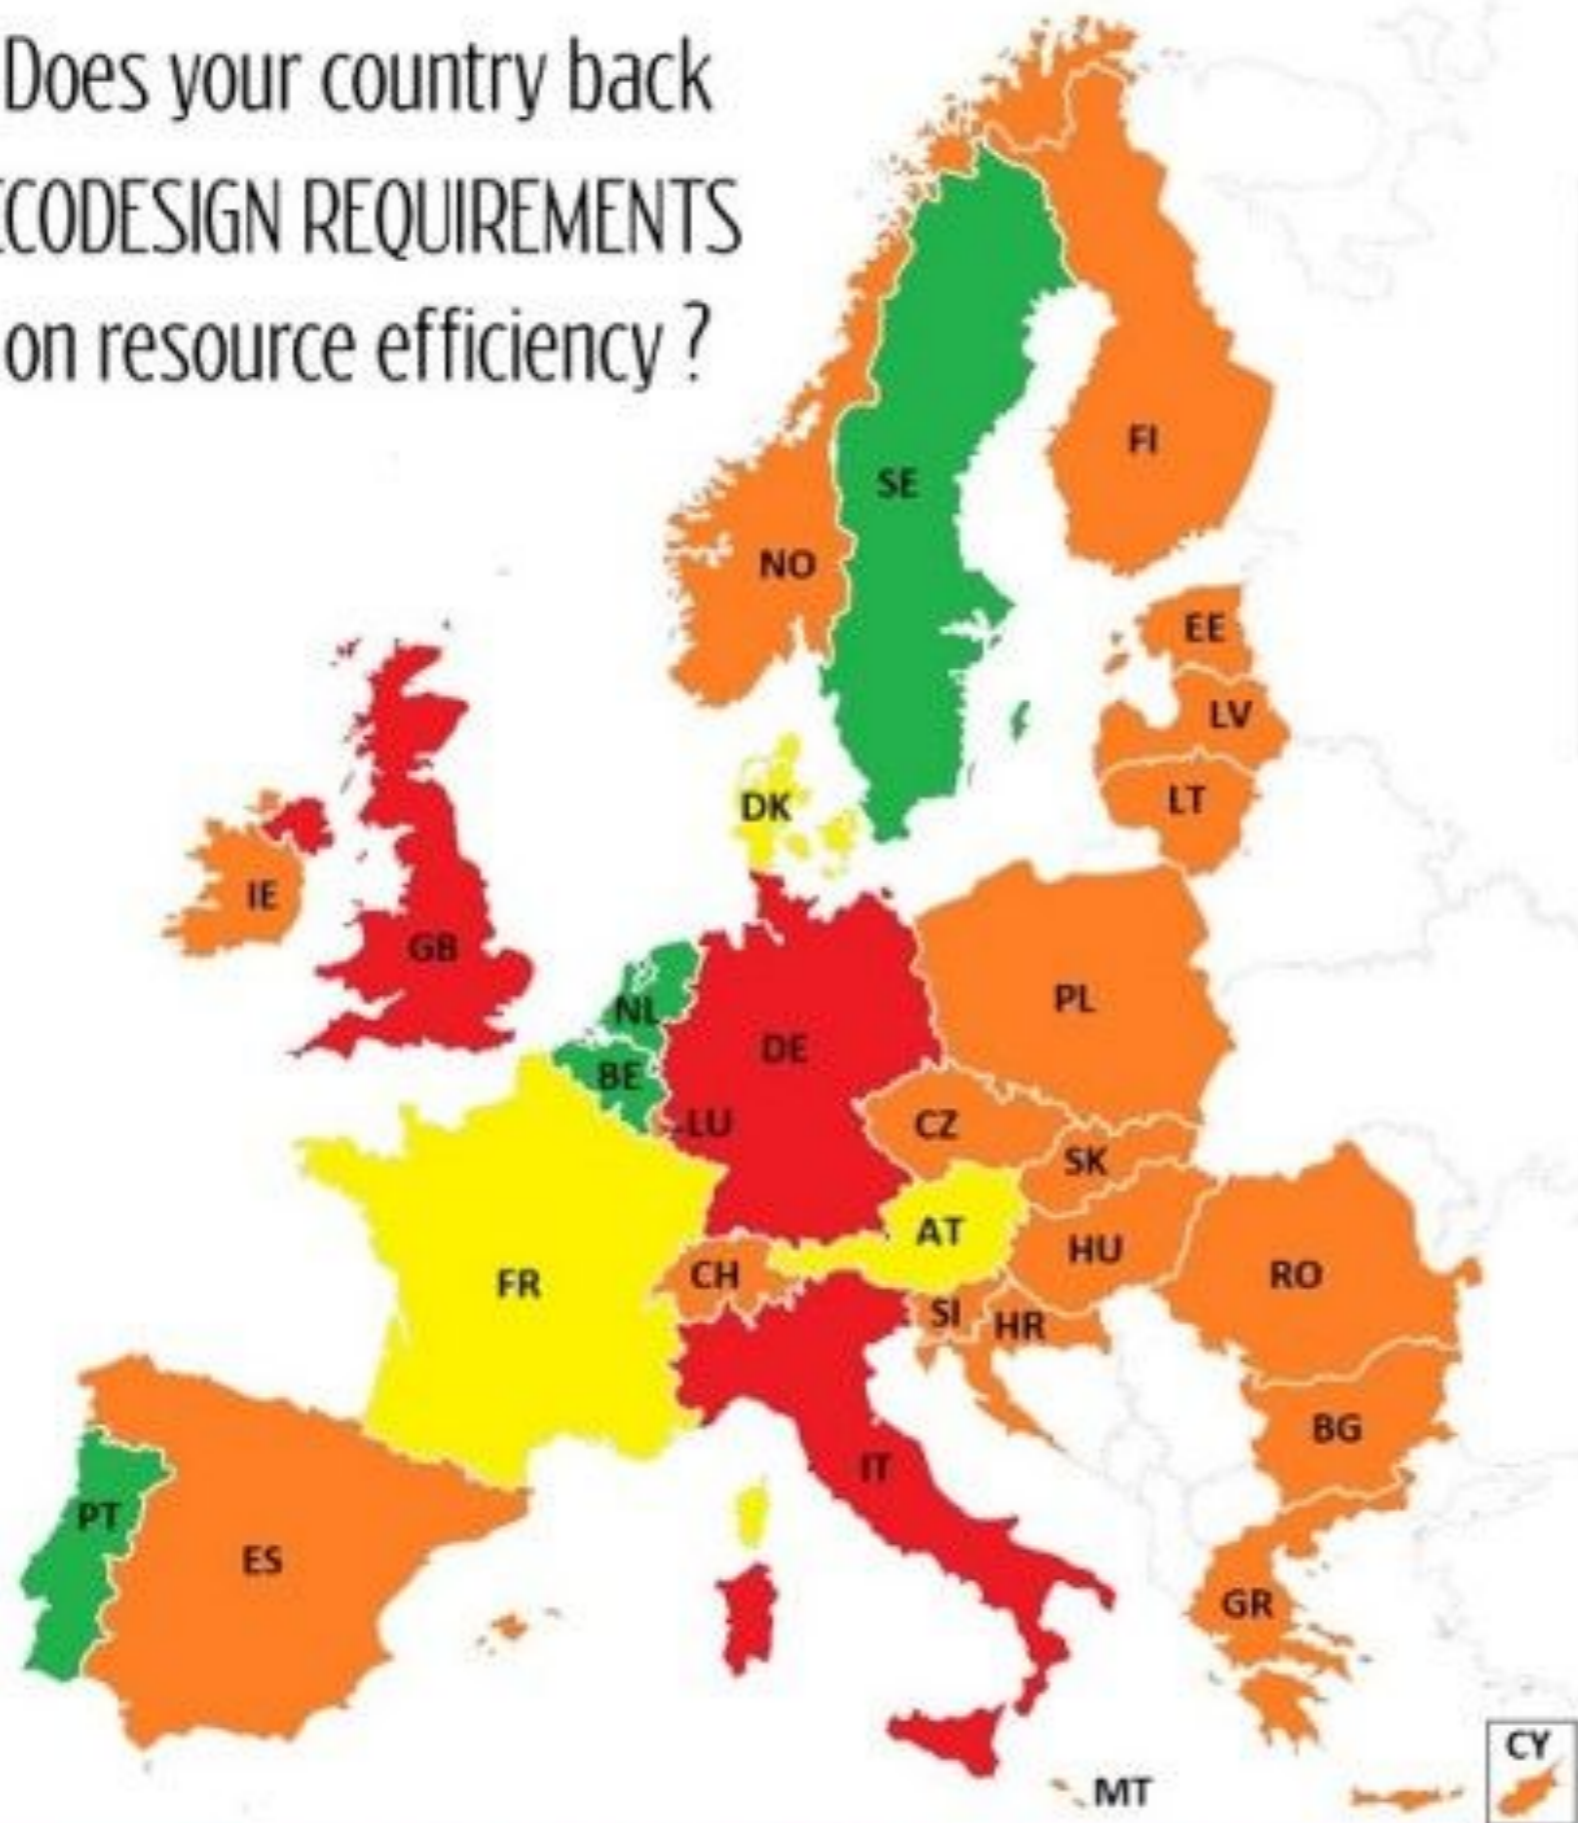 Does your country back
ECODESIGN REQUIREMENTS
on resource efficiency ?
FI
SE
NO
EE
LV
LT
DK
IE
GB
NL
PL
DE
BE
LU
CZ
SK
AT
HU
FR
CH
RO
SI
HR
BG
IT
PT
ES
GR
CY
MT